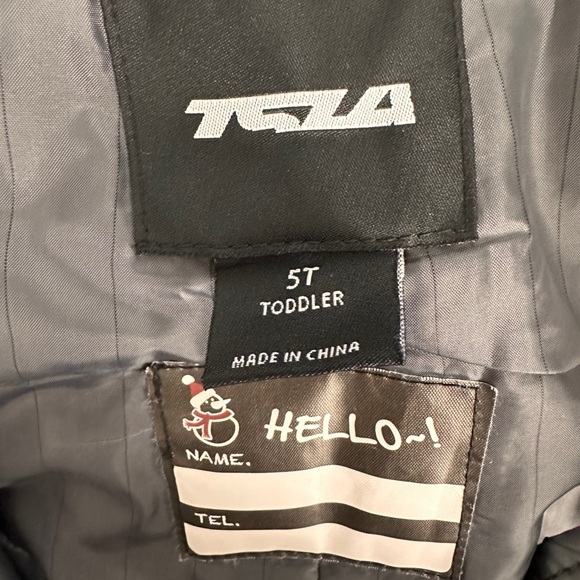 TSLA
5T
TODDLER
MADE IN CHINA
HELLO~!
NAME.
TEL.